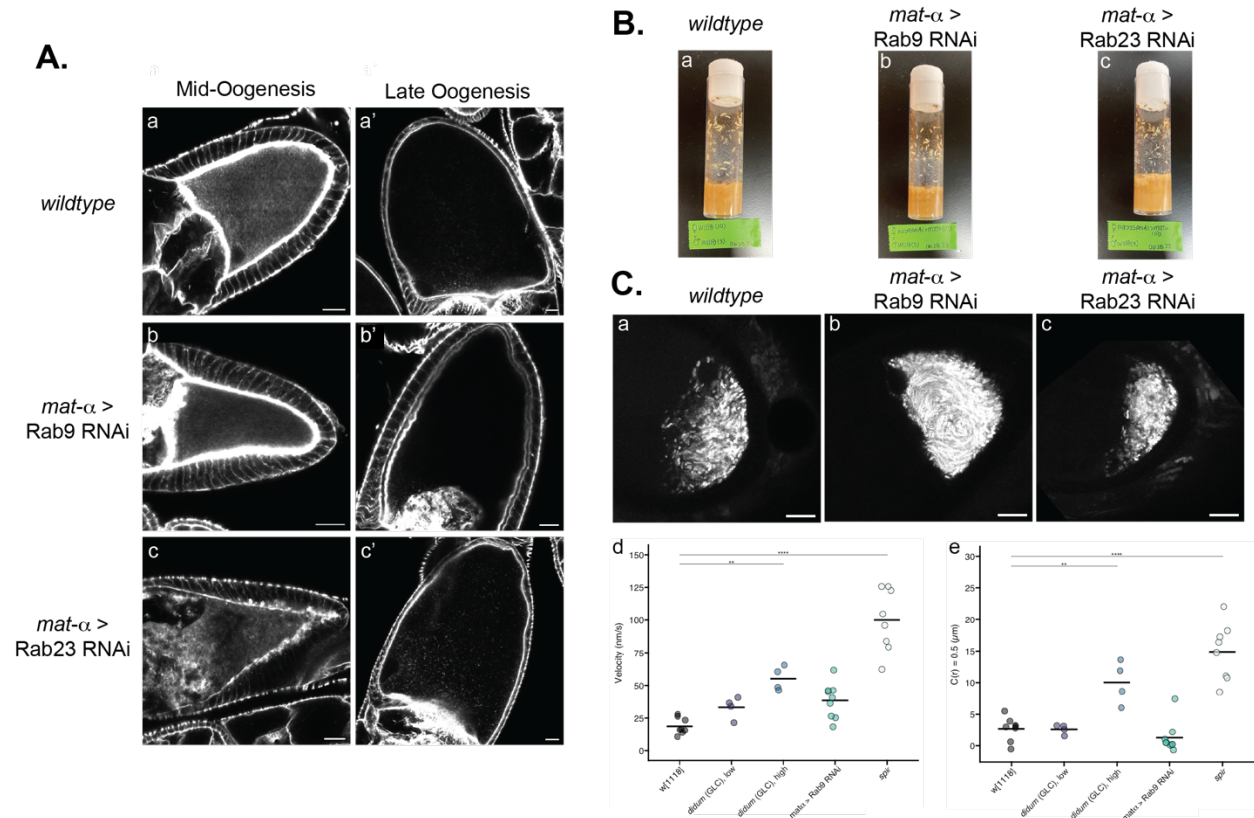 A.
Mid-Oogenesis
Late Oogenesis
a
a'
wildtype
b
b'
mat-α >
Rab9 RNAi
c
c'
mat-α >
Rab23 RNAi
B.
wildtype
mat-α >
Rab9 RNAi
mat-α >
Rab23 RNAi
a
b
c
C.
wildtype
mat-α >
Rab9 RNAi
mat-α >
Rab23 RNAi
a
b
c
d
****
**
150
125
100
75
50
25
0
Velocity (nm/s)
w[1118]
didum (GLC), low
didum (GLC), high
matα > Rab9 RNAi
spir
e
****
**
35
30
25
20
15
10
5
0
C(r) = 0.5 (µm)
w[1118]
didum (GLC), low
didum (GLC), high
matα > Rab9 RNAi
spir